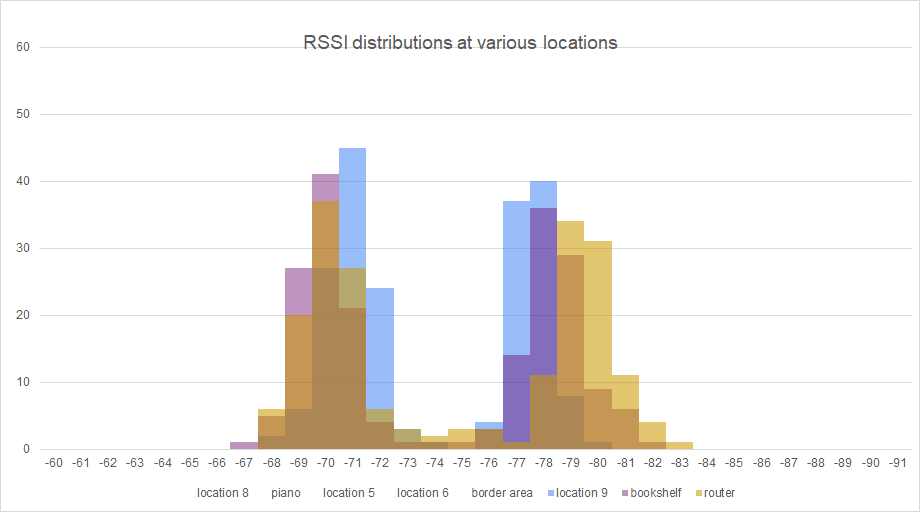 RSSI distributions at various locations
60
50
40
30
20
10
0
-60 -61 -62 -63 -64 -65 -66 -67 -68 -69 -70 -71 -72 -73 -74 -75 -76 -77 -78 -79 -80 -81 -82 -83 -84 -85 -86 -87 -88 -89 -90 -91
location 8 piano location 5 location 6 border area location 9 bookshelf router